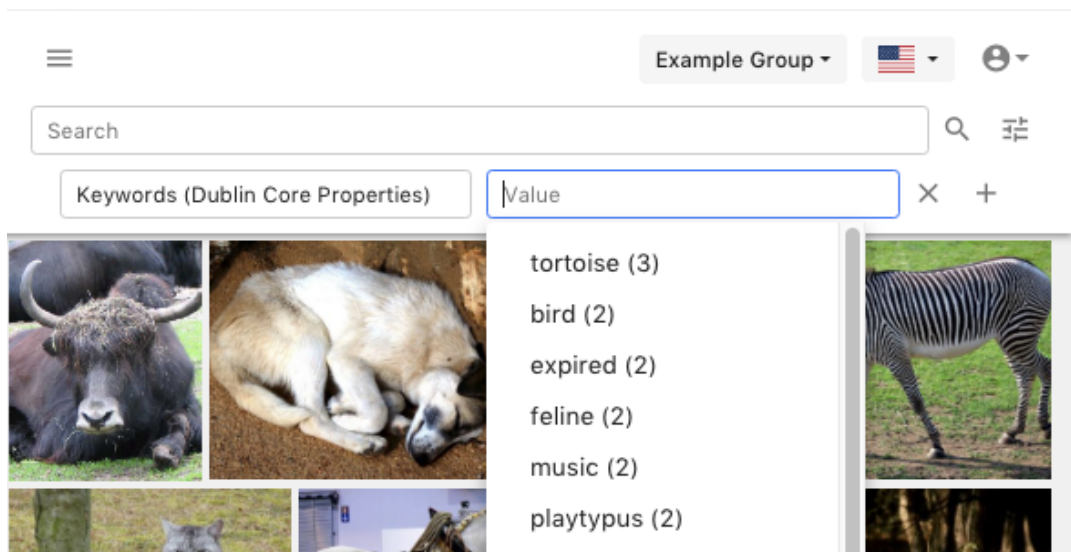 Example Group
Search
Keywords (Dublin Core Properties) Value
tortoise (3)
bird (2)
expired (2)
feline (2)
music (2)
playtypus (2)